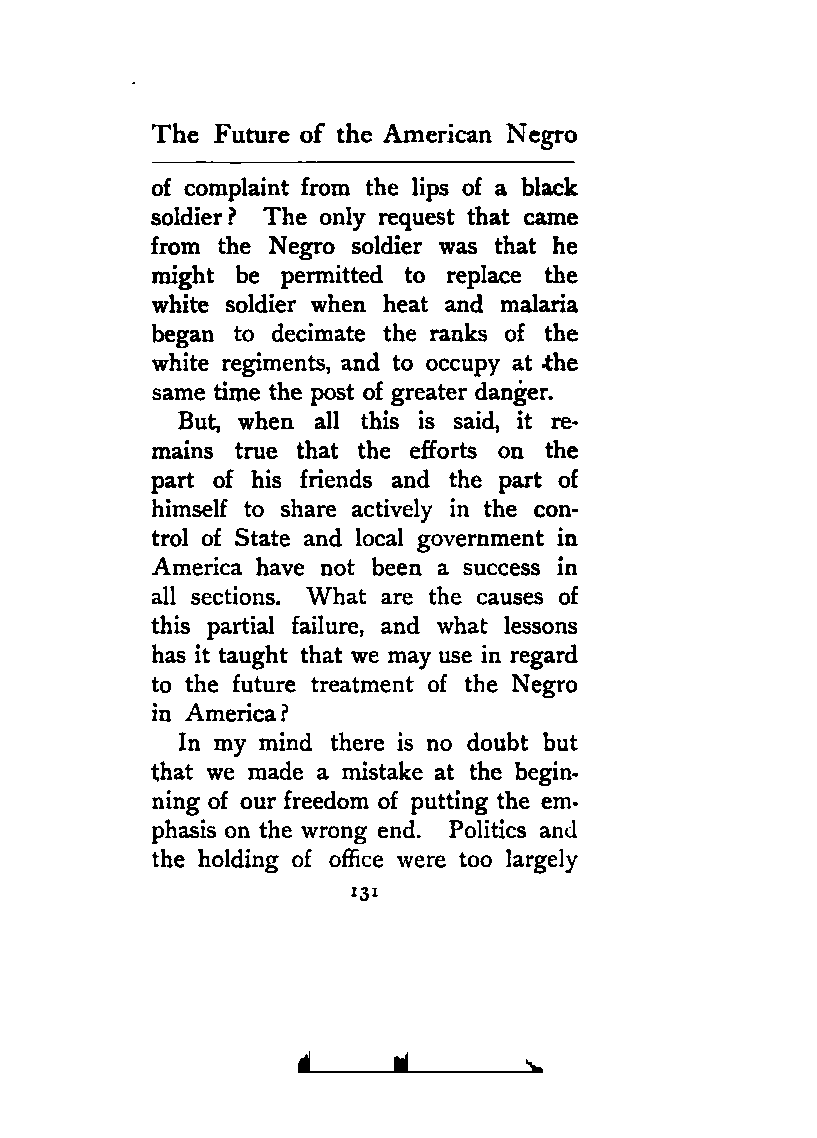 The Future of the American Negro
of complaint from the lips of a black
soldier? The only request that came
from the Negro soldier was that he
might be permitted to replace the
white soldier when heat and malaria
began to decimate the ranks of the
white regiments, and to occupy at the
same time the post of greater danger.
But, when all this is said, it re-
mains true that the efforts on the
part of his friends and the part of
himself to share actively in the con-
trol of State and local government in
America have not been a success in
all sections. What are the causes of
this partial failure, and what lessons
has it taught that we may use in regard
to the future treatment of the Negro
in America?
In my mind there is no doubt but
that we made a mistake at the begin-
ning of our freedom of putting the em-
phasis on the wrong end. Politics and
the holding of office were too largely
131